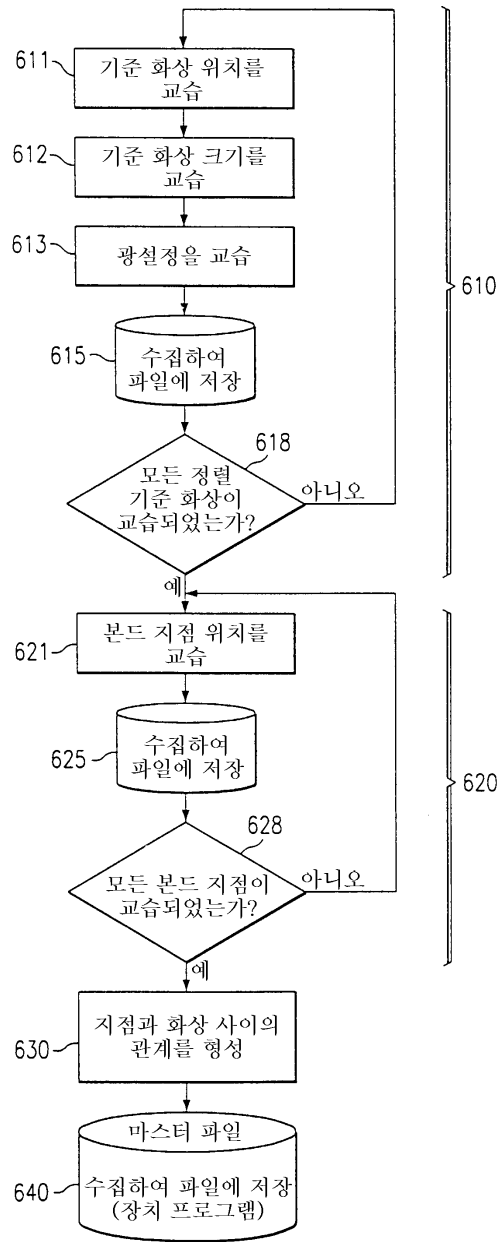 611
기준 화상 위치를
교습
612
기준 화상 크기를
교습
613
광설정을 교습
610
615
수집하여
파일에 저장
618
모든 정렬
기준 화상이
교습되었는가?
아니오
예
621
본드 지점 위치를
교습
625
수집하여
파일에 저장
620
628
모든 본드 지점이
교습되었는가?
아니오
예
630
지점과 화상 사이의
관계를 형성
마스터 파일
640
수집하여 파일에 저장
(장치 프로그램)